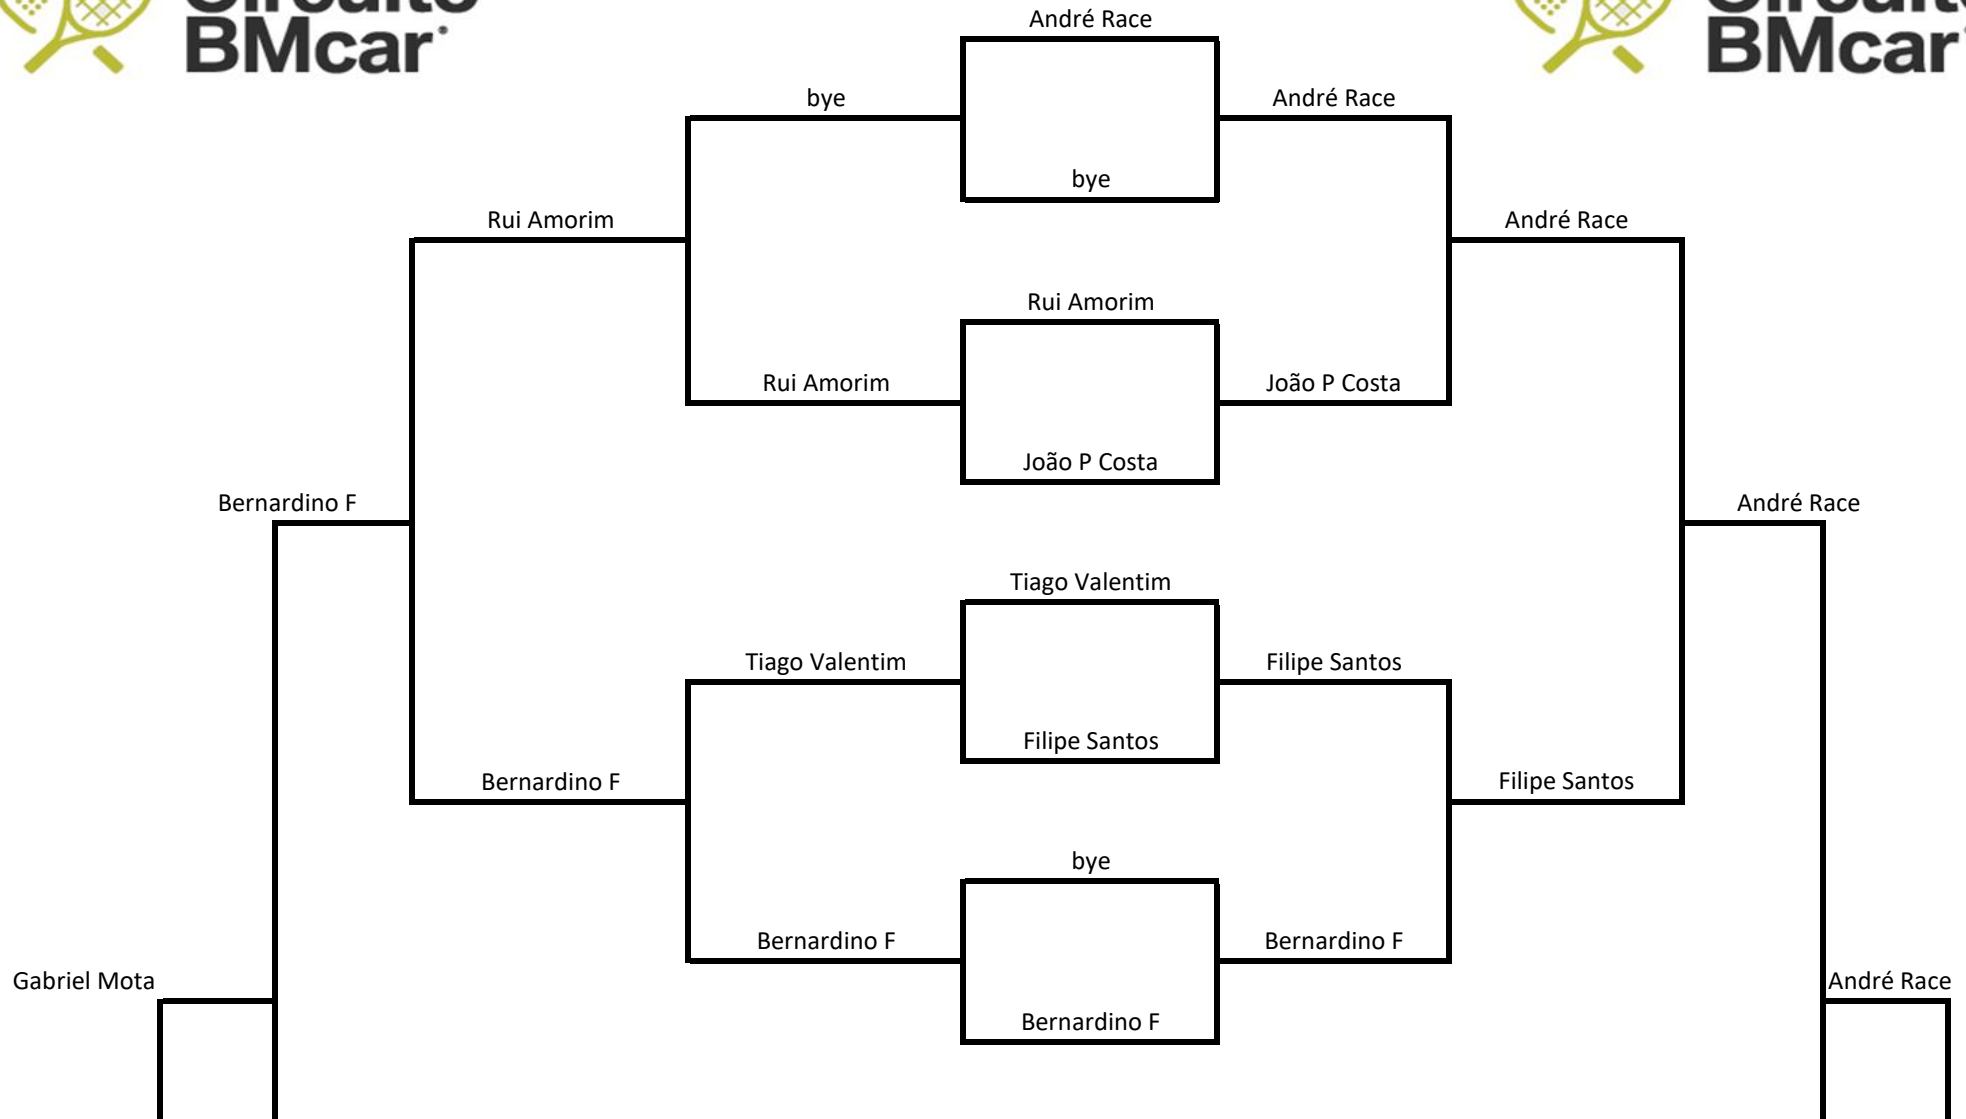 Circuito
BMcar
Circuito
BMcar
André Race
bye
André Race
bye
Rui Amorim
André Race
Rui Amorim
Rui Amorim
João P Costa
João P Costa
Bernardino F
André Race
Tiago Valentim
Tiago Valentim
Filipe Santos
Filipe Santos
Bernardino F
Filipe Santos
bye
Bernardino F
Bernardino F
Gabriel Mota
André Race
Bernardino F